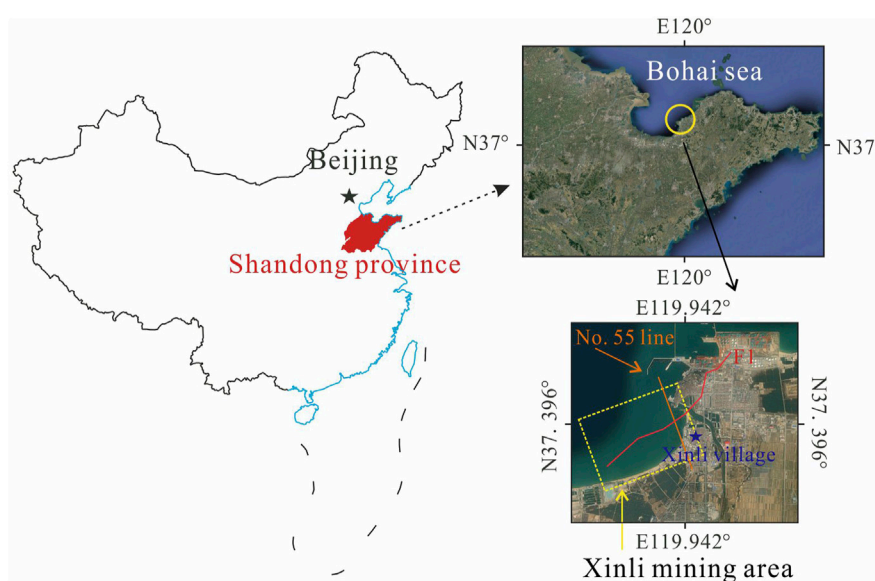 E120°
Bohai sea
N37°
N37
Beijing
Shandong province
E120°
E119.942°
No. 55 line
F1
N37.396°
N37.396°
Xinli village
E119.942°
Xinli mining area